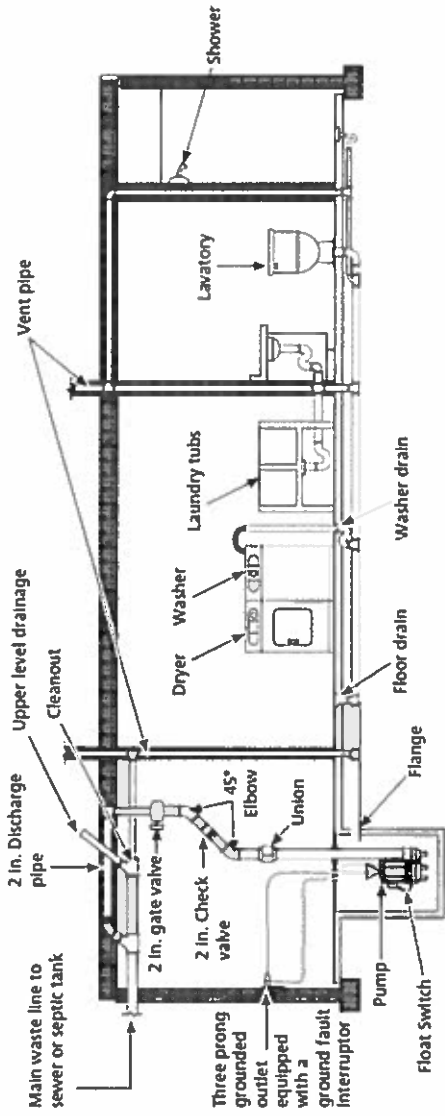 Main waste line to
sewer or septic tank
2 in. Discharge
pipe
Upper level drainage
Cleanout
Vent pipe
Shower
2 in. gate valve
2 in. Check
valve
45°
Elbow
Union
Dryer
Washer
Laundry tubs
Lavatory
Three prong
grounded
outlet
equipped
with a
ground fault
Interruptor
Pump
Float Switch
Flange
Floor drain
Washer drain